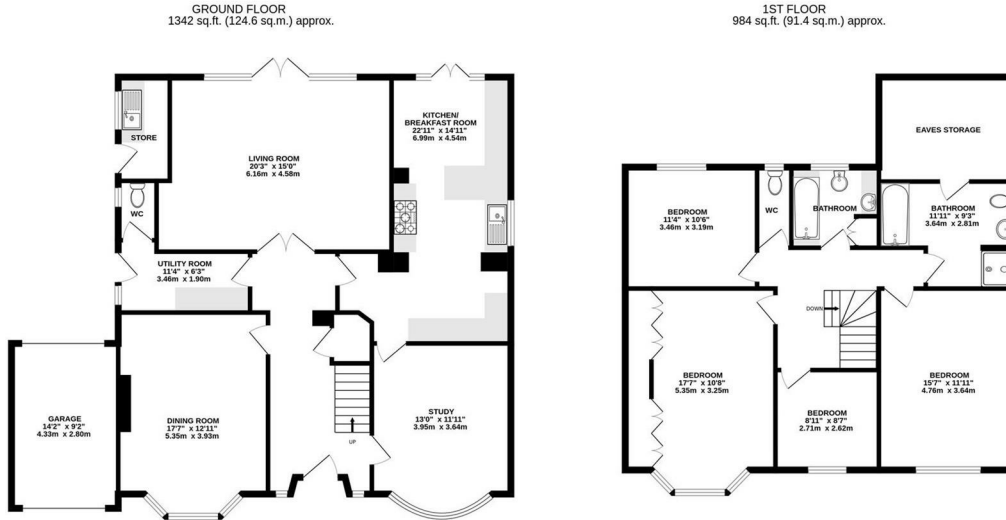 GROUND FLOOR
1342 sq.ft. (124.6 sq.m.) approx.
STORE
WC
LIVING ROOM
20'3" x 15'0"
6.16m x 4.58m
KITCHEN/
BREAKFAST ROOM
22'11" x 14'11"
6.99m x 4.54m
UTILITY ROOM
11'4" x 6'3"
3.46m x 1.90m
GARAGE
14'2" x 9'2"
4.33m x 2.80m
DINING ROOM
17'7" x 12'11"
5.35m x 3.93m
UP
STUDY
13'0" x 11'11"
3.95m x 3.64m
1ST FLOOR
984 sq.ft. (91.4 sq.m.) approx.
EAVES STORAGE
BEDROOM
11'4" x 10'6"
3.46m x 3.19m
WC
BATHROOM
BATHROOM
11'11" x 9'3"
3.64m x 2.81m
DOWN
BEDROOM
17'7" x 10'8"
5.35m x 3.25m
BEDROOM
8'11" x 8'7"
2.71m x 2.62m
BEDROOM
15'7" x 11'11"
4.76m x 3.64m